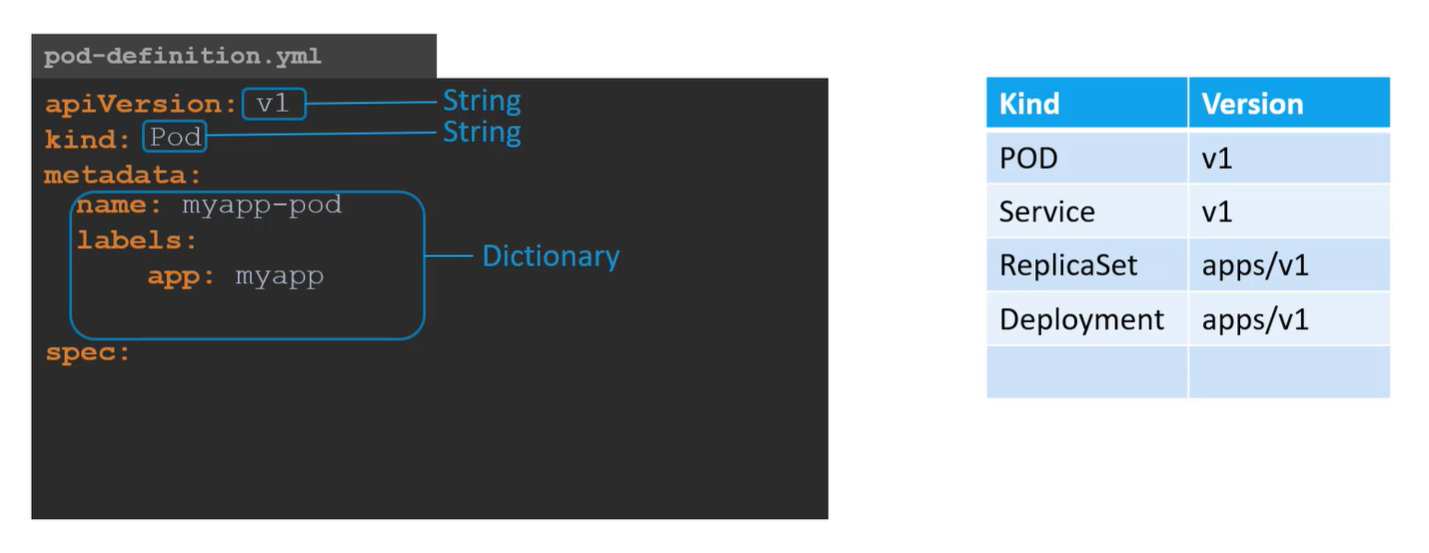 pod-definition.yml
apiVersion: v1 String
kind: Pod String
metadata:
name: myapp-pod
labels:
Dictionary
app: myapp
spec:
Kind Version
POD v1
Service v1
ReplicaSet apps/v1
Deployment apps/v1